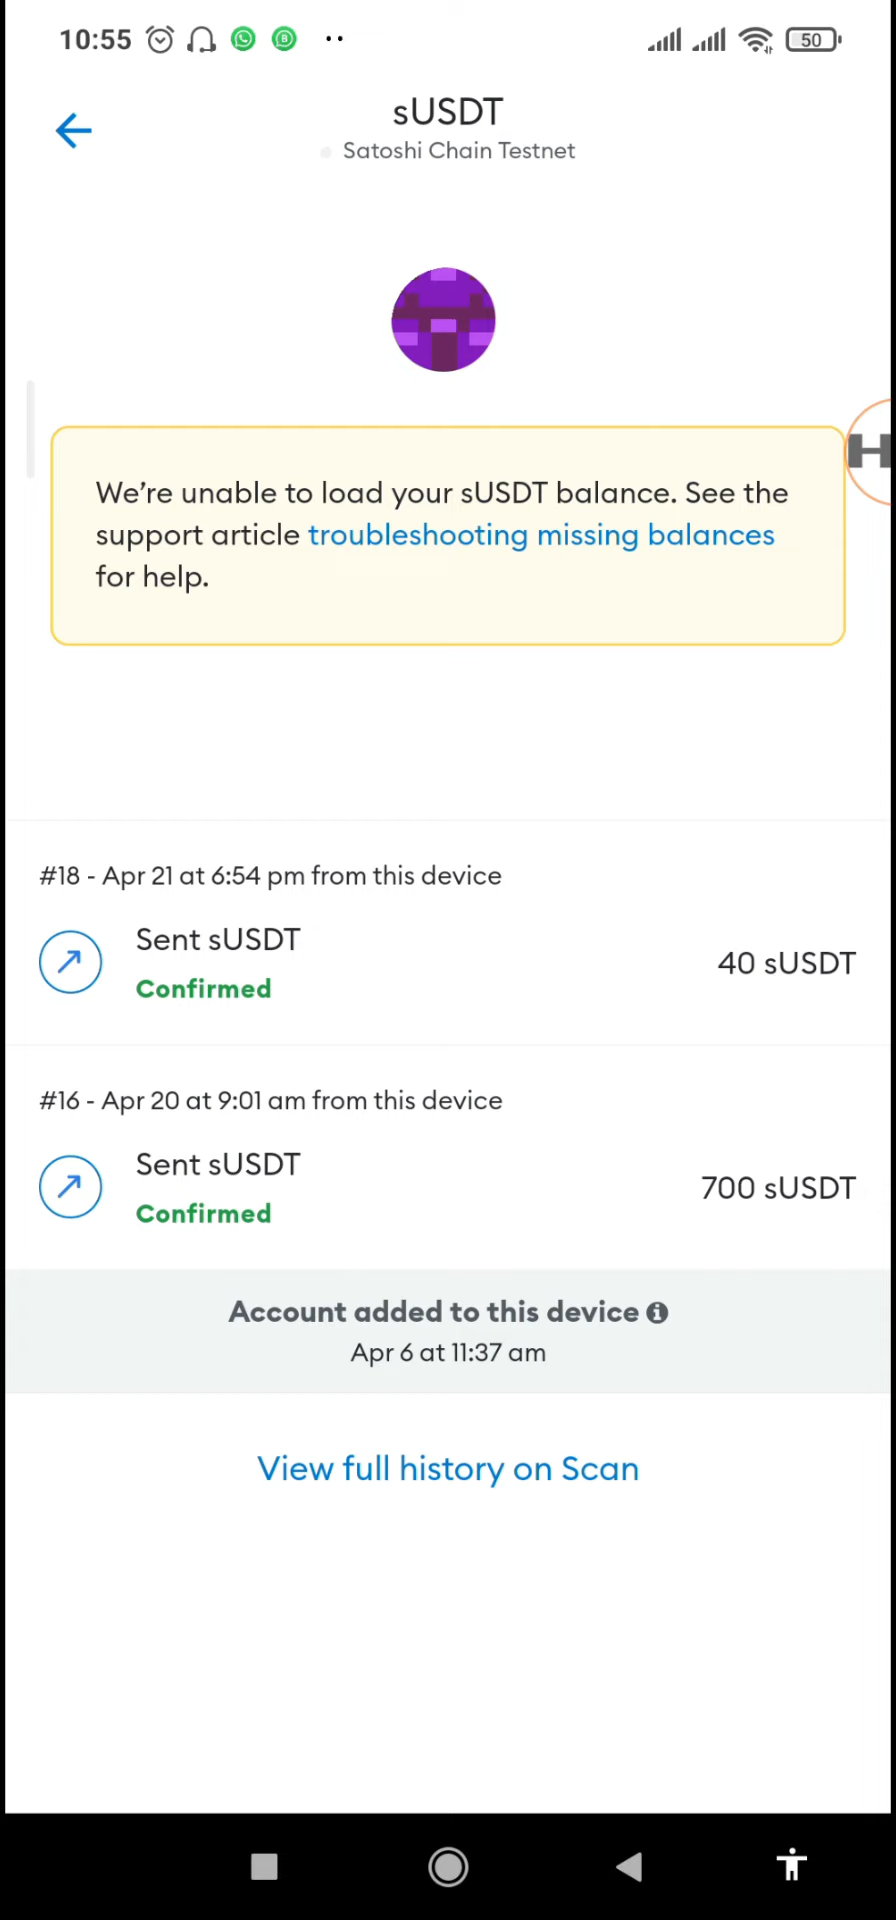 10:55
50
sUSDT
Satoshi Chain Testnet
We’re unable to load your sUSDT balance. See the
support article troubleshooting missing balances
for help.
#18 - Apr 21 at 6:54 pm from this device
Sent sUSDT
40 sUSDT
Confirmed
#16 - Apr 20 at 9:01 am from this device
Sent sUSDT
700 sUSDT
Confirmed
Account added to this device
Apr 6 at 11:37 am
View full history on Scan